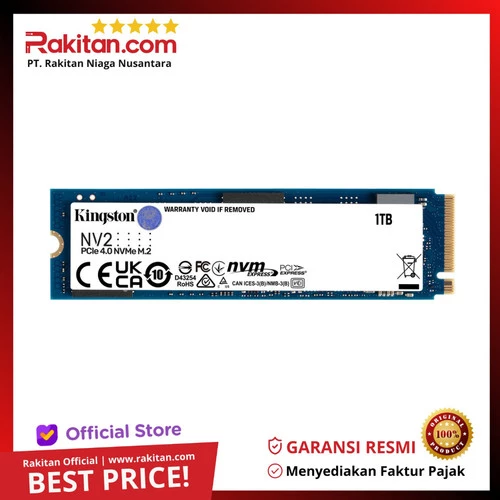 Rakitan.com
PT. Rakitan Niaga Nusantara
WARRANTY VOID IF REMOVED
Kingston
1TB
NV2
PCIe 4.0 NVMe M.2
UK CA
CE
10
D43254
RoHS
nvm
EXPRESS
PCI
EXPRESS
CAN ICES-3(B)/NMB-3(B)
Official Store
Rakitan Official | www.rakitan.com
BEST PRICE!
GARANSI RESMI
Menyediakan Faktur Pajak
ORIGINAL
100%